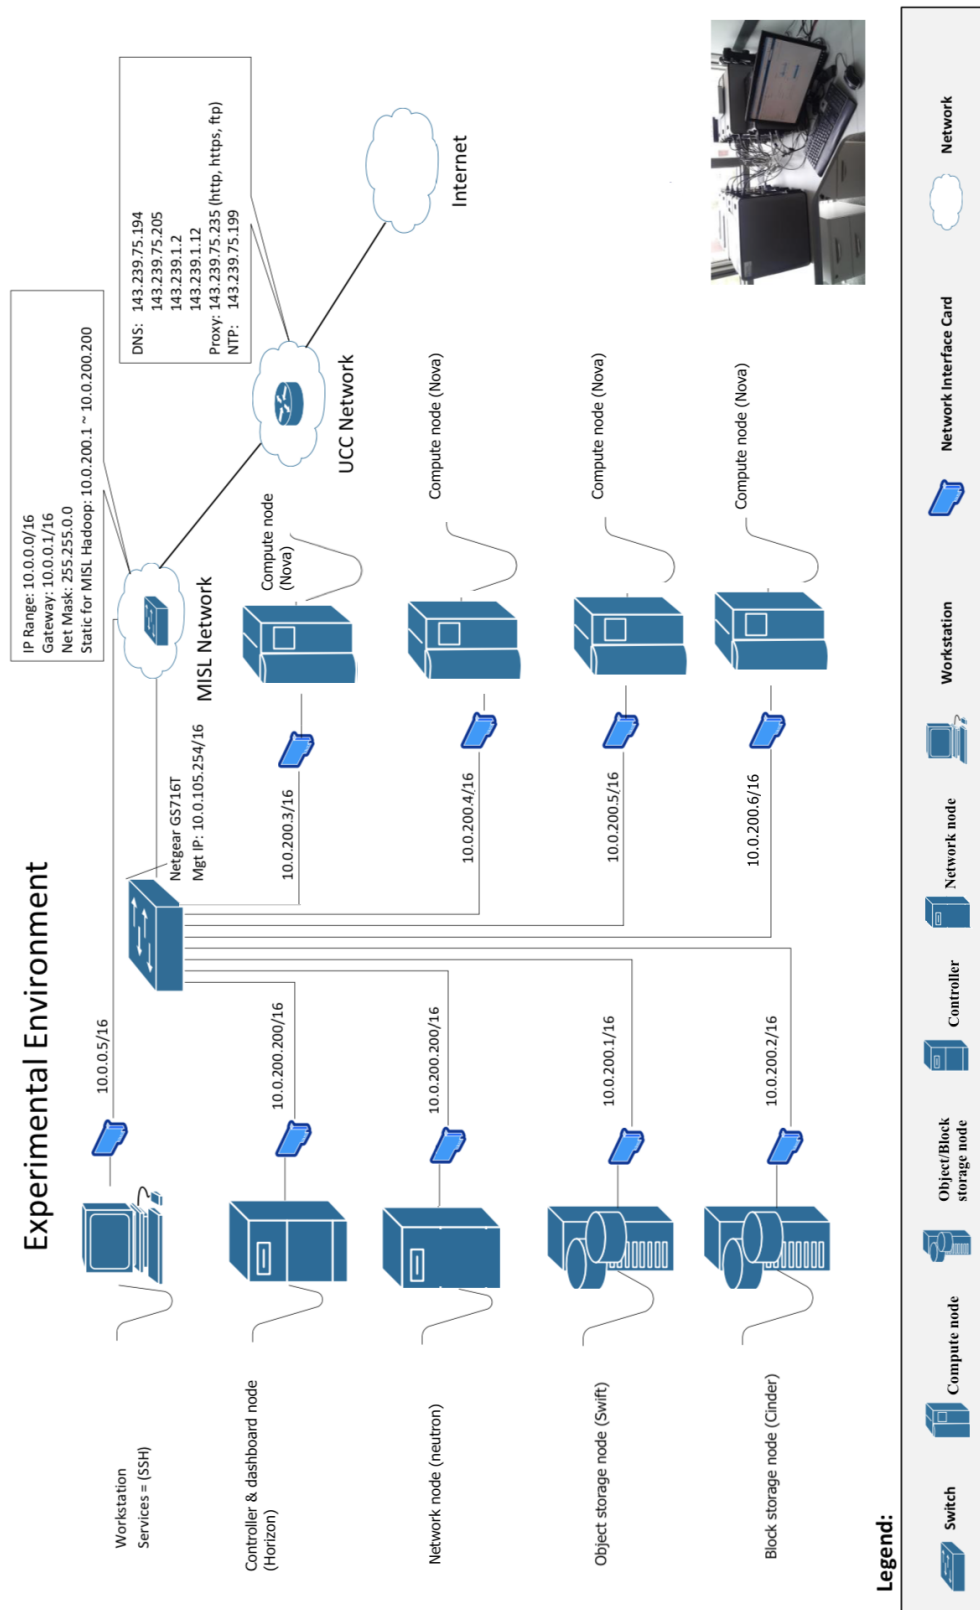 Experimental Environment
IP Range: 10.0.0.0/16
Gateway: 10.0.0.1/16
Net Mask: 255.255.0.0
Static for MISL Hadoop: 10.0.200.1 ~ 10.0.200.200
DNS: 143.239.75.194
143.239.75.205
143.239.1.2
143.239.1.12
Proxy: 143.239.75.235 (http, https, ftp)
NTP: 143.239.75.199
Workstation
Services = (SSH)
10.0.0.5/16
Netgear GS716T
Mgt IP: 10.0.105.254/16
MISL Network
UCC Network
Internet
Controller & dashboard node
(Horizon)
10.0.200.200/16
10.0.200.3/16
Compute node
(Nova)
Network node (neutron)
10.0.200.200/16
10.0.200.4/16
Compute node (Nova)
Object storage node (Swift)
10.0.200.1/16
10.0.200.5/16
Compute node (Nova)
Block storage node (Cinder)
10.0.200.2/16
10.0.200.6/16
Compute node (Nova)
Legend:
Switch
Compute node
Object/Block
storage node
Controller
Network node
Workstation
Network Interface Card
Network